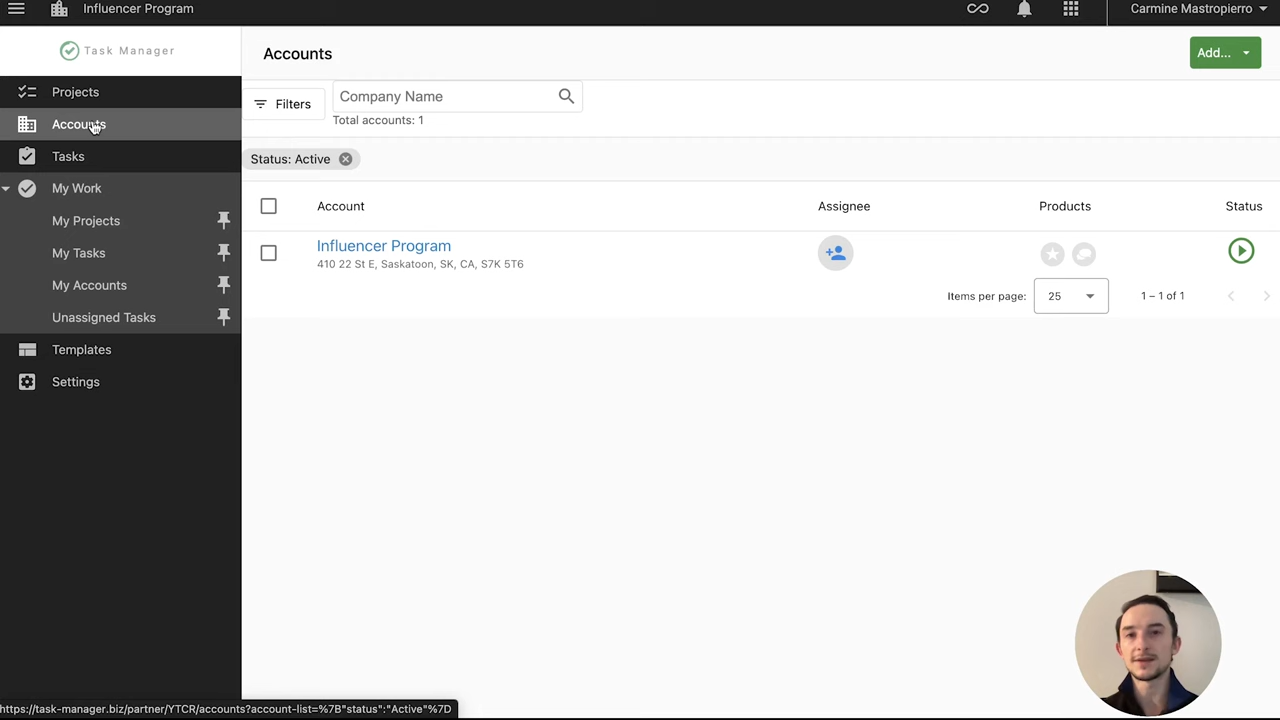 Influencer Program
Carmine Mastropierro
Task Manager
Projects
Accounts
Tasks
My Work
My Projects
My Tasks
My Accounts
Unassigned Tasks
Templates
Settings
Accounts
Add...
Filters
Company Name
Total accounts: 1
Status: Active
Account
Assignee
Products
Status
Influencer Program
410 22 St E, Saskatoon, SK, CA, S7K 5T6
Items per page:
25
1 – 1 of 1
https://task-manager.biz/partner/YTCR/accounts?account-list=%7B"status":"Active"%7D